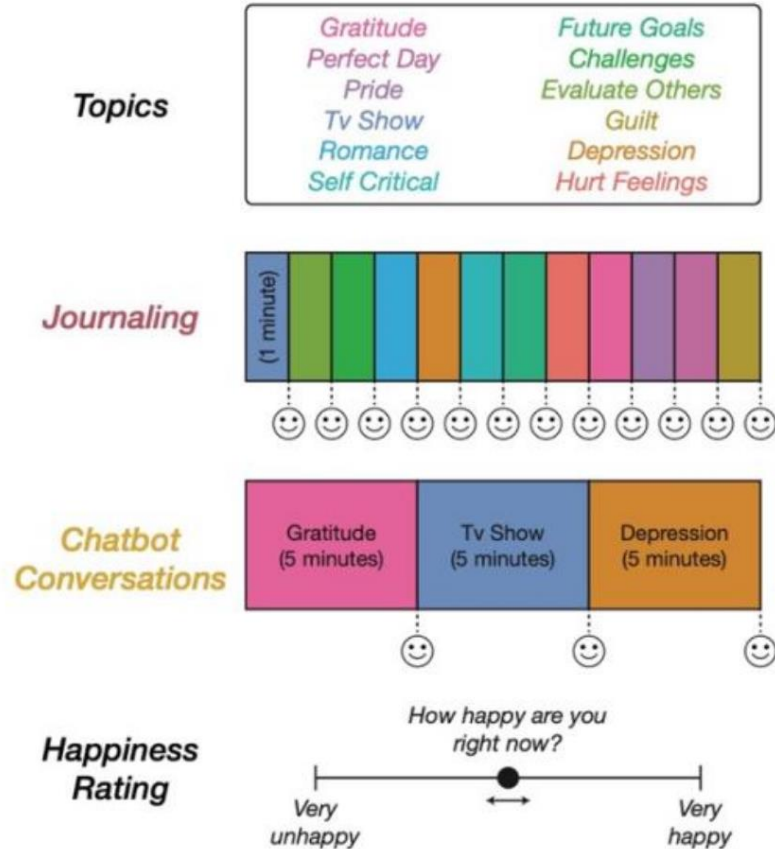 Topics
Gratitude
Perfect Day
Pride
Tv Show
Romance
Self Critical
Future Goals
Challenges
Evaluate Others
Guilt
Depression
Hurt Feelings
Journaling
(1 minute)
Chatbot
Conversations
Gratitude
(5 minutes)
Tv Show
(5 minutes)
Depression
(5 minutes)
Happiness
Rating
How happy are you
right now?
Very
unhappy
Very
happy